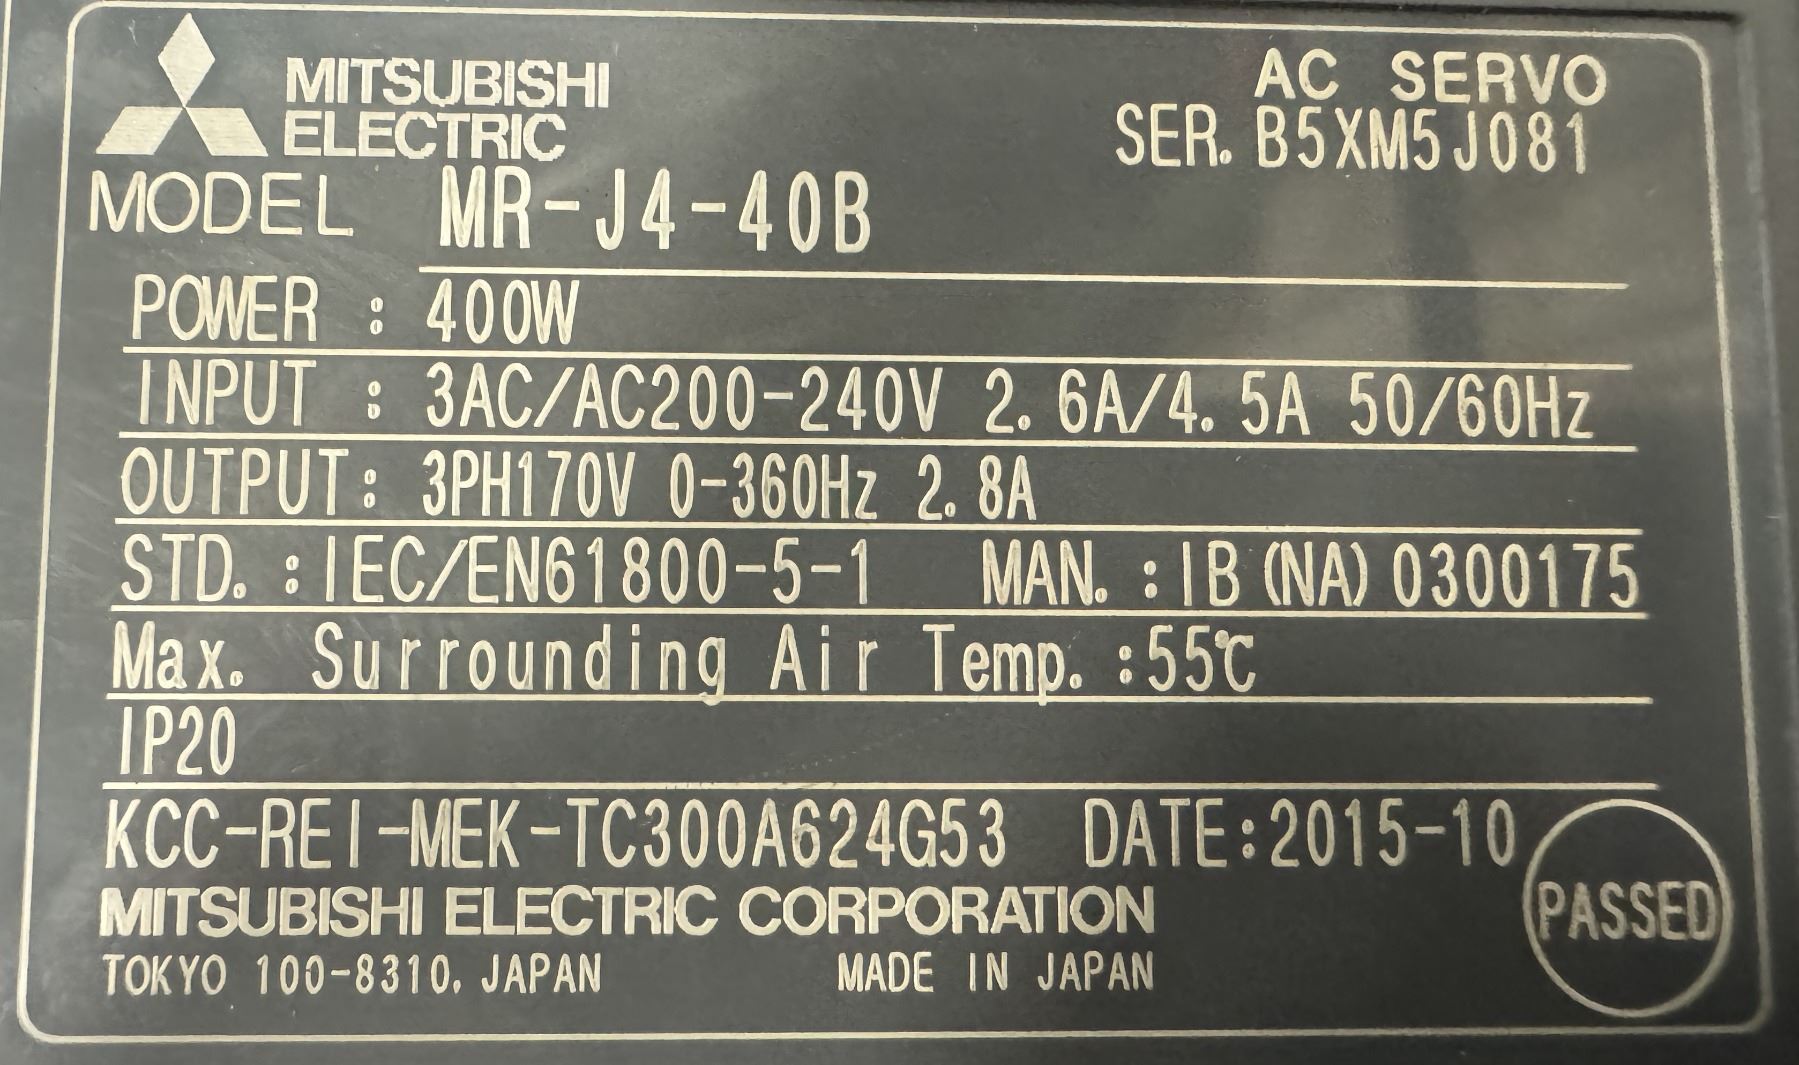 MITSUBISHI
ELECTRIC
AC SERVO
SER. B5XM5J081
MODEL MR-J4-40B
POWER : 400W
INPUT : 3AC/AC200-240V 2.6A/4.5A 50/60Hz
OUTPUT: 3PH170V 0-360Hz 2.8A
STD. :IEC/EN61800-5-1 MAN. :IB(NA)0300175
Max. Surrounding Air Temp. :55℃
IP20
KCC-REI-MEK-TC300A624G53 DATE:2015-10
PASSED
MITSUBISHI ELECTRIC CORPORATION
TOKYO 100-8310, JAPAN MADE IN JAPAN